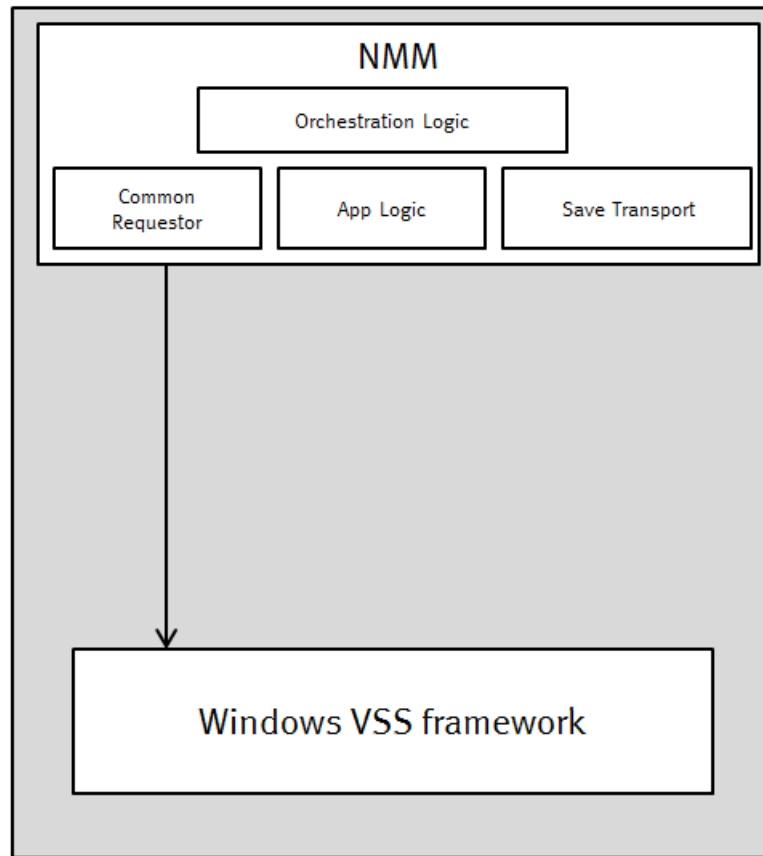 NMM
Orchestration Logic
Common
Requestor
App Logic
Save Transport
Windows VSS framework